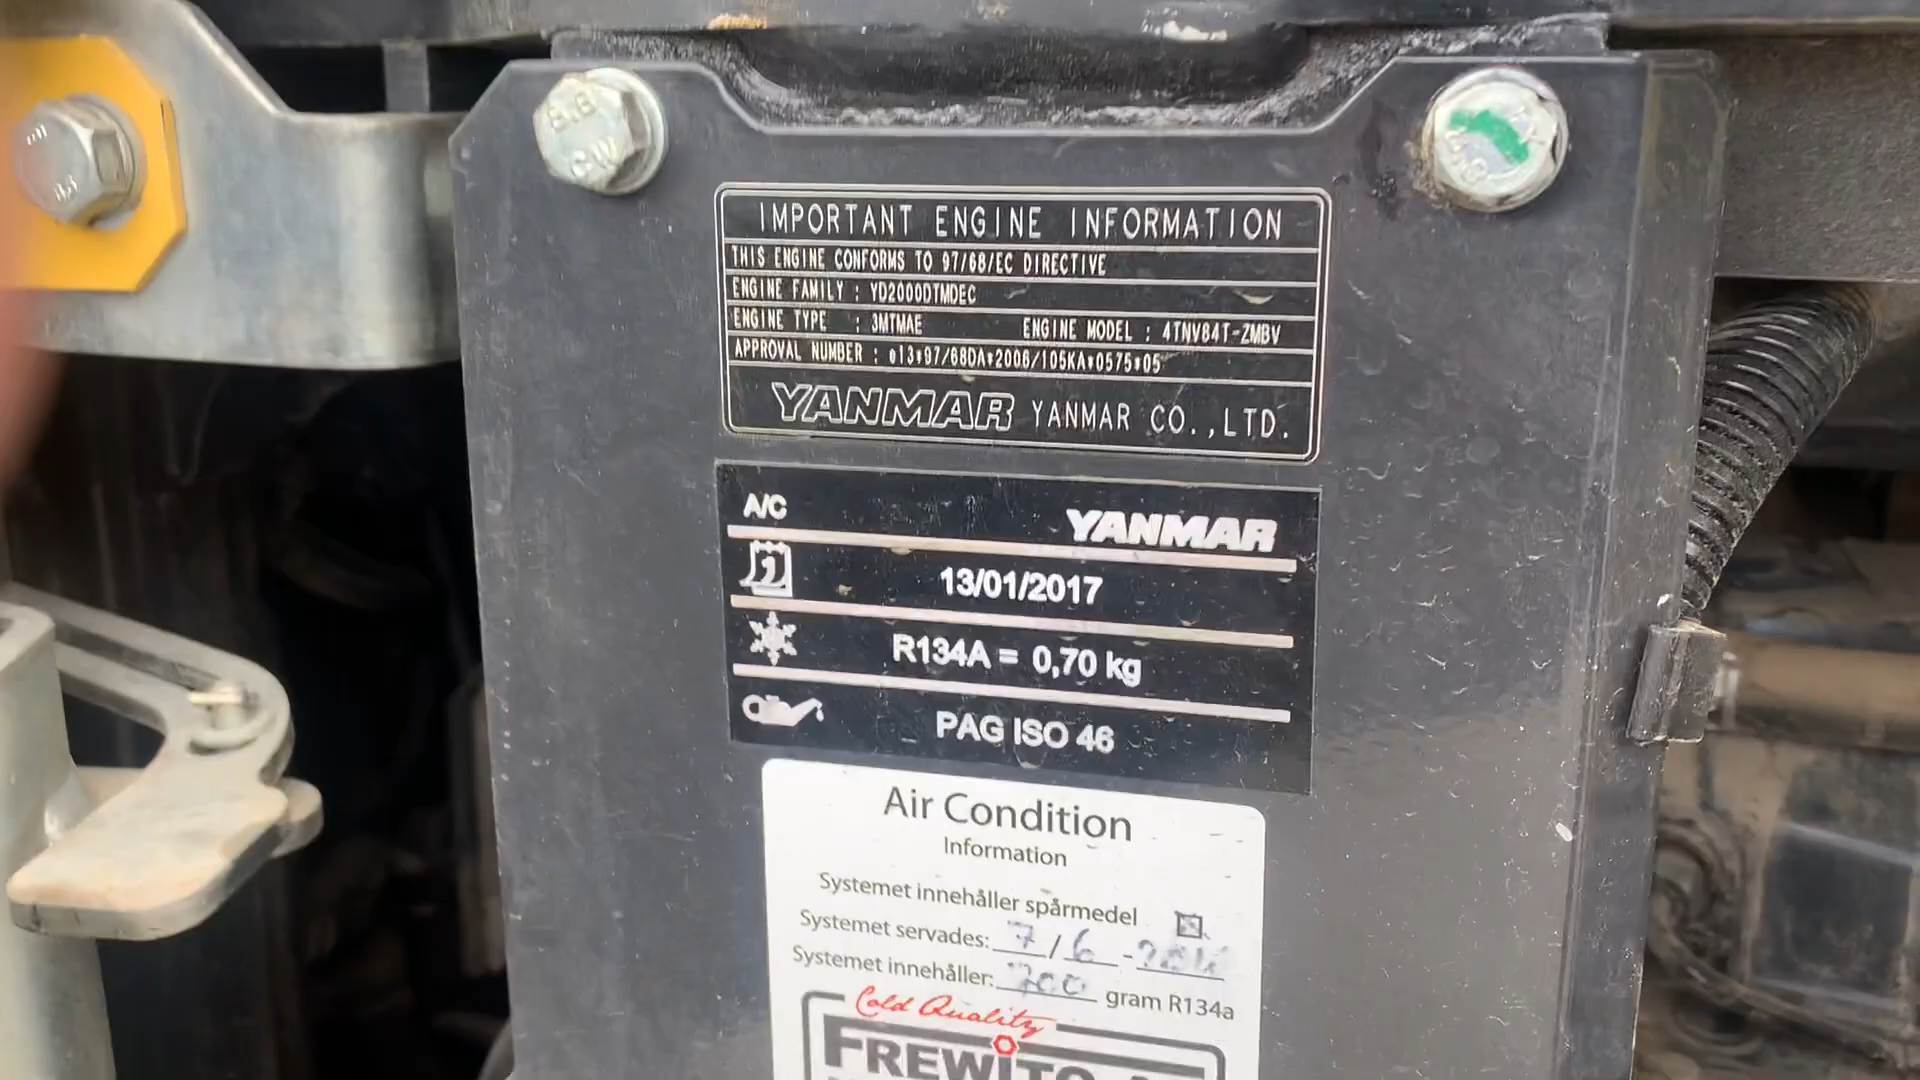 8.8
IMPORTANT ENGINE INFORMATION
THIS ENGINE CONFORMS TO 97/68/EC DIRECTIVE
ENGINE FAMILY : YD2000DTMDEC
ENGINE TYPE : 3MTMAE ENGINE MODEL : 4TNV84T-ZMBV
APPROVAL NUMBER : e13*97/68DA*2006/105KA*0575*05
YANMAR YANMAR CO.,LTD.
A/C YANMAR
13/01/2017
R134A = 0,70 kg
PAG ISO 46
Air Condition
Information
Systemet innehåller spårmedel
Systemet servades: 7/6 -
Systemet innehåller: 700 gram R134a
Cold Quality